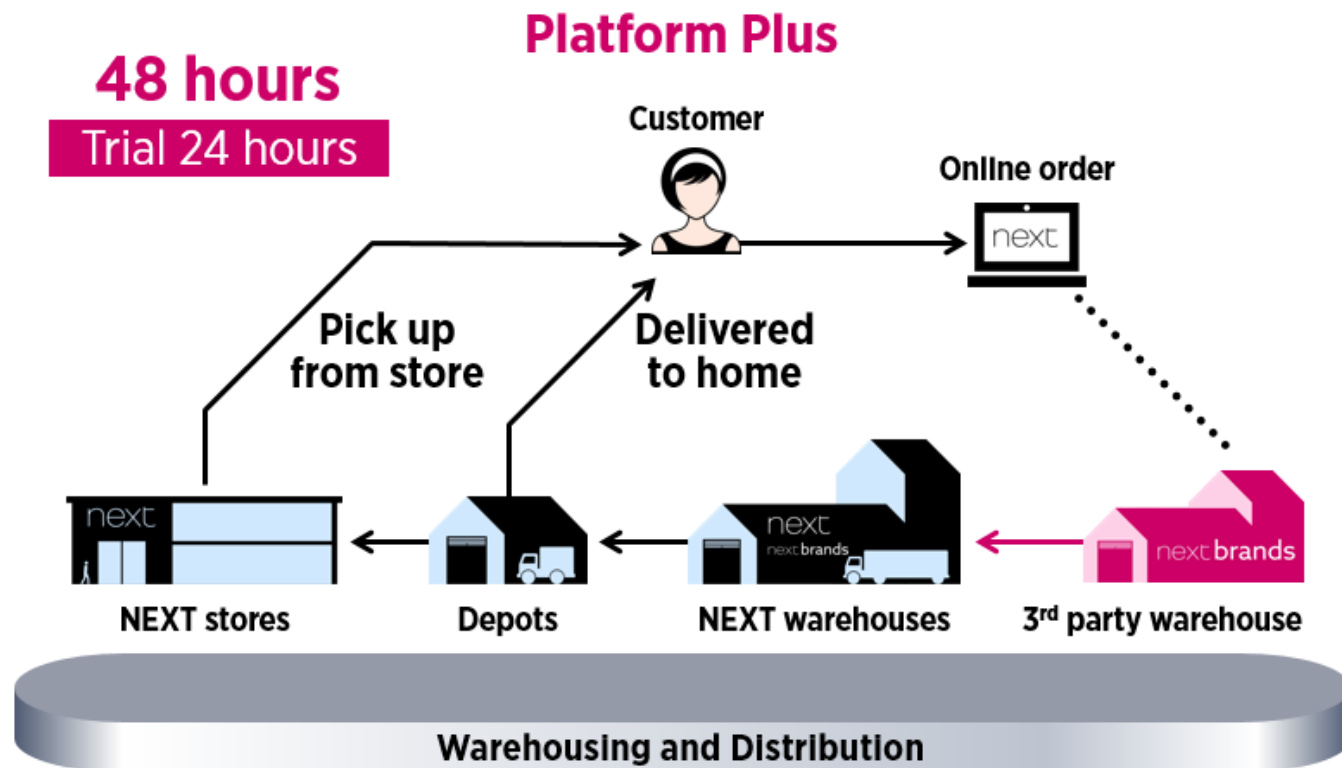 Platform Plus
48 hours
Trial 24 hours
Customer
Online order
next
Pick up
from store
Delivered
to home
next
next
next brands
next brands
NEXT stores
Depots
NEXT warehouses
3rd party warehouse
Warehousing and Distribution